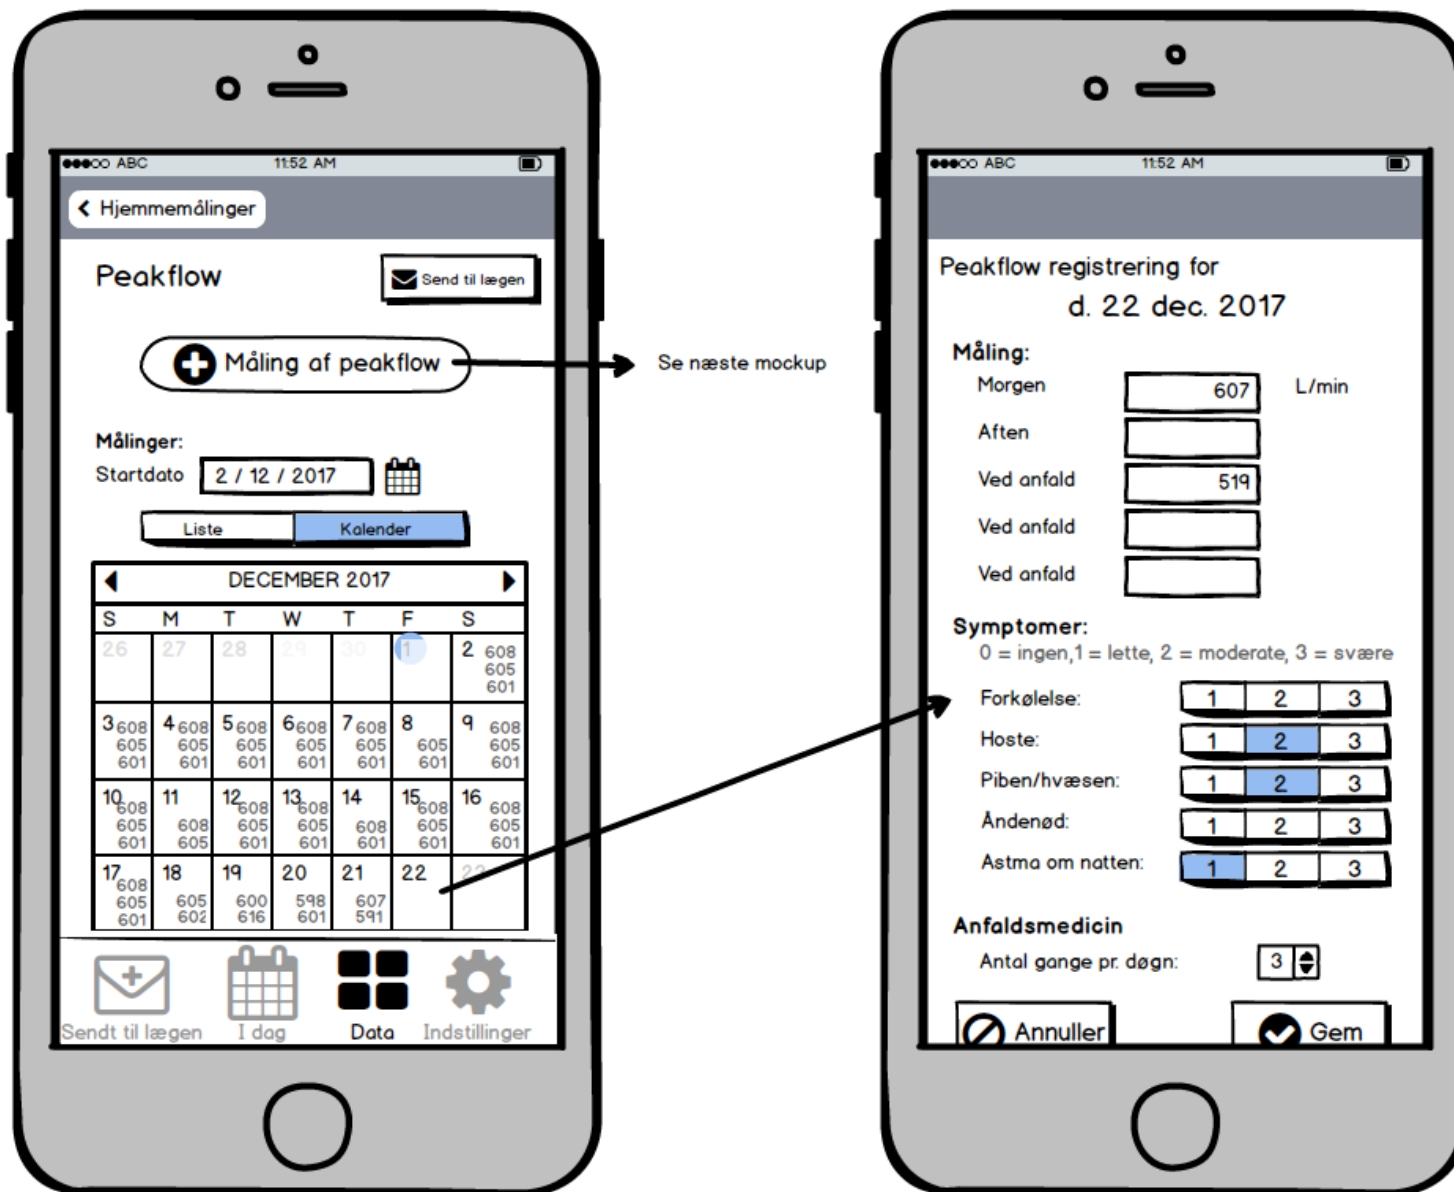 ABC 11:52 AM
Hjemmemålinger
Peakflow
Send til lægen
Måling af peakflow
Se næste mockup
Målinger:
Startdato 2 / 12 / 2017
Liste Kalender
DECEMBER 2017
S M T W T F S
26 27 28 29 30 1 2
608
605
601
3 4 5 6 7 8 9
608 608 608 608 608 608
605 605 605 605 605 605 605
601 601 601 601 601 601 601
10 11 12 13 14 15 16
608 608 608 608 608
605 608 605 605 608 605 605
601 605 601 601 601 601 601
17 18 19 20 21 22 23
608
605 605 600 598 607
601 602 616 601 591
Sendt til lægen I dag Data Indstillinger
ABC 11:52 AM
Peakflow registrering for
d. 22 dec. 2017
Måling:
Morgen 607 L/min
Aften
Ved anfald 519
Ved anfald
Ved anfald
Symptomer:
0 = ingen,1 = lette, 2 = moderate, 3 = svære
Forkølelse: 1 2 3
Hoste: 1 2 3
Piben/hvæsen: 1 2 3
Åndenød: 1 2 3
Astma om natten: 1 2 3
Anfaldsmedicin
Antal gange pr. døgn: 3
Annuller Gem